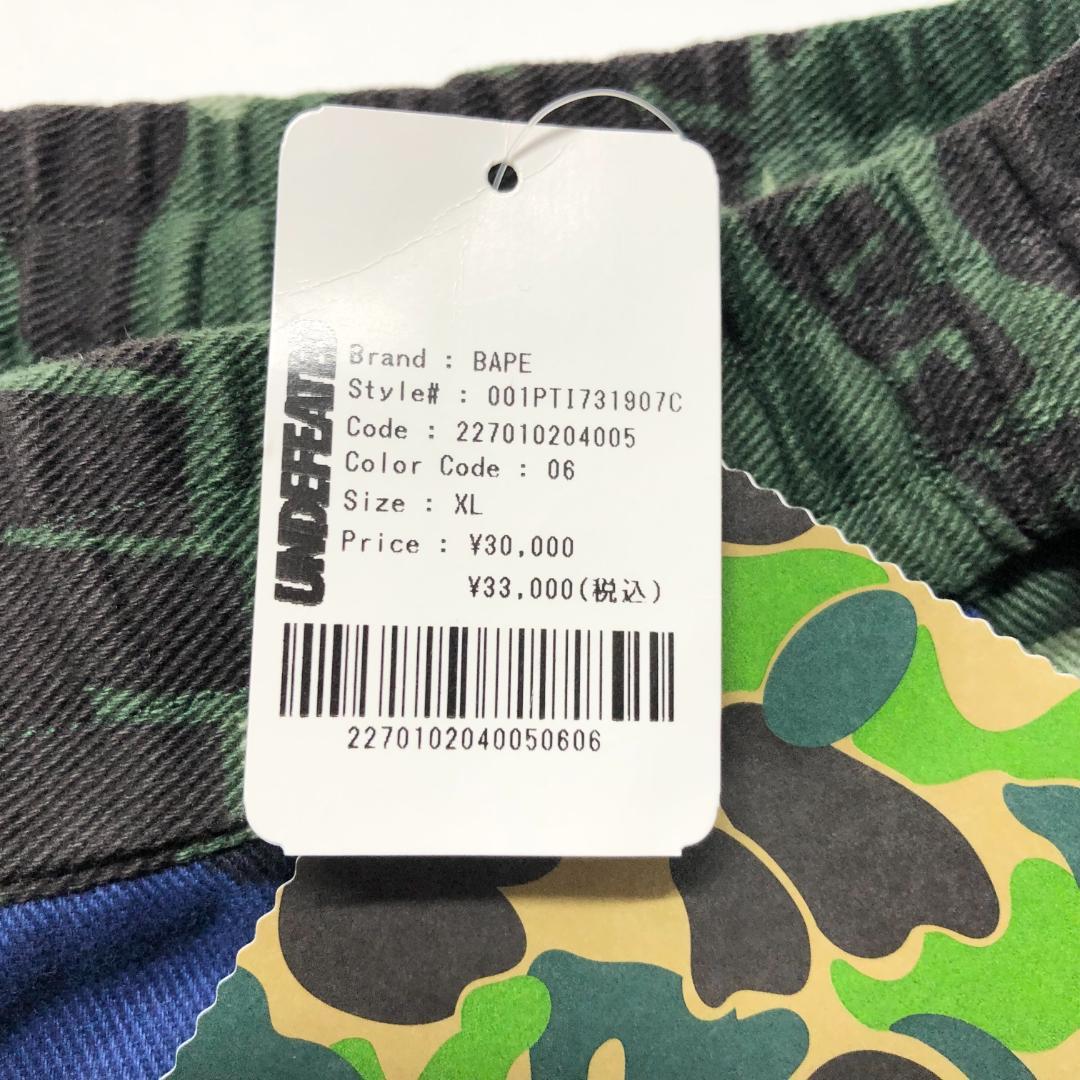 UNDEFEATED
Brand : BAPE
Style# : 001PTI731907C
Code : 227010204005
Color Code : 06
Size : XL
Price : ¥30,000
¥33,000(税込)
2270102040050606